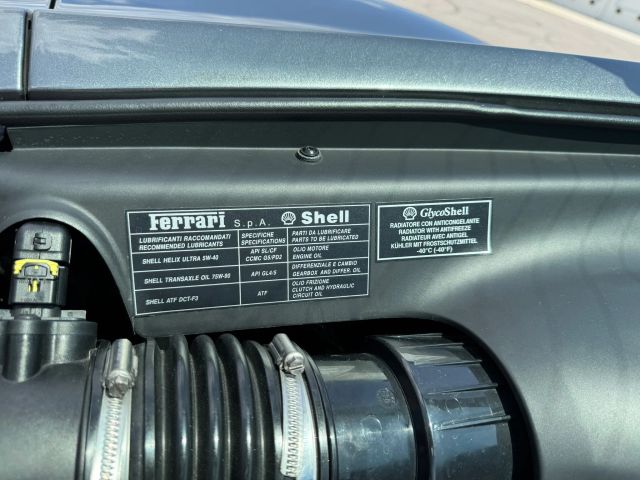 Ferrari S.p.A. Shell
LUBRIFICANTI RACCOMANDATI
RECOMMENDED LUBRICANTS
SPECIFICHE
SPECIFICATIONS
PARTI DA LUBRIFICARE
PARTS TO BE LUBRICATED
SHELL HELIX ULTRA 5W-40
API SL/CF
CCMC G5/PD2
OLIO MOTORE
ENGINE OIL
SHELL TRANSAXLE OIL 75W-90
API GL4/5
DIFFERENZIALE E CAMBIO
GEARBOX AND DIFFER. OIL
SHELL ATF DCT-F3
ATF
OLIO FRIZIONE
CLUTCH AND HYDRAULIC
CIRCUIT OIL
GlycoShell
RADIATORE CON ANTICONGELANTE
RADIATOR WITH ANTIFREEZE
RADIATEUR AVEC ANTIGEL
KÜHLER MIT FROSTSCHUTZMITTEL
-40°C (-40°F)